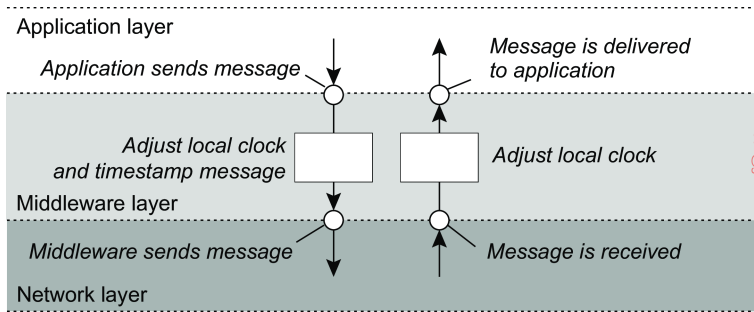 Application layer
Application sends message
Message is delivered
to application
Adjust local clock
and timestamp message
Adjust local clock
Middleware layer
Middleware sends message
Message is received
Network layer